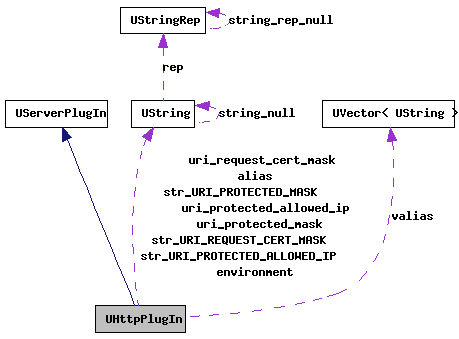 UStringRep
string_rep_null
rep
UServerPlugIn
UString
string_null
UVector< UString >
uri_request_cert_mask
alias
str_URI_PROTECTED_MASK
uri_protected_allowed_ip
valias
uri_protected_mask
str_URI_REQUEST_CERT_MASK
str_URI_PROTECTED_ALLOWED_IP
environment
UHttpPlugIn